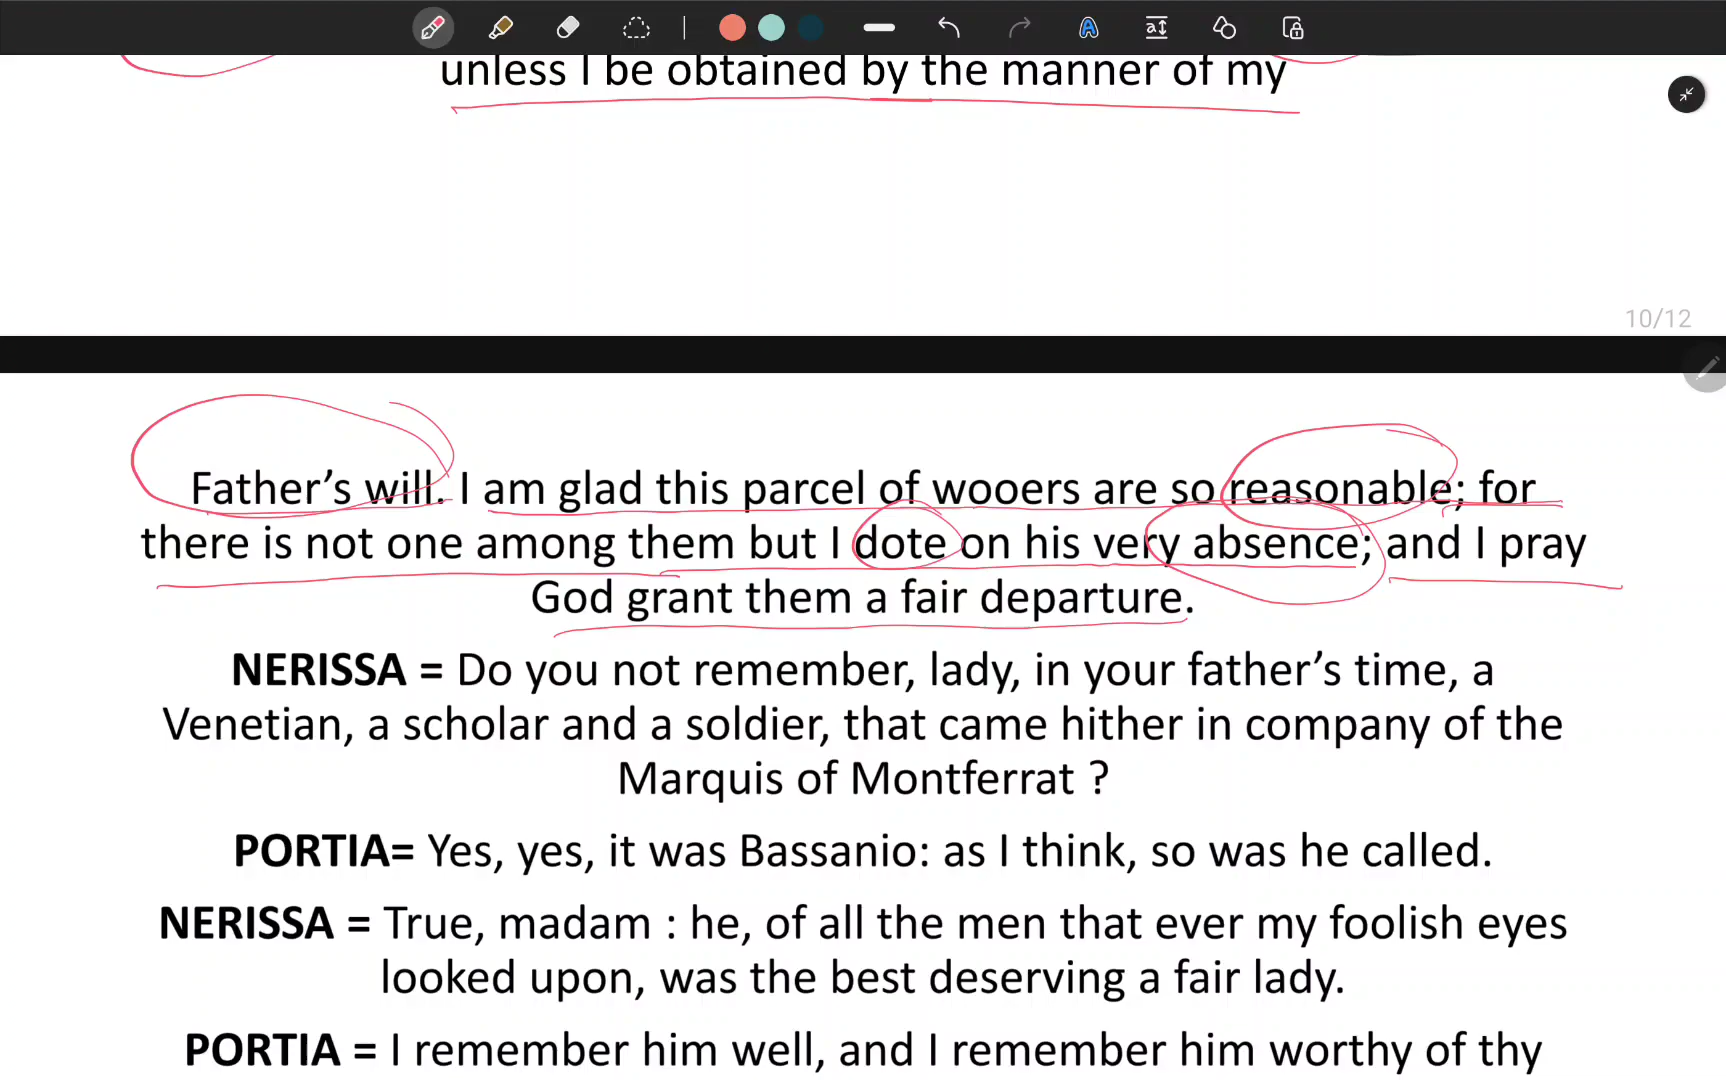 unless I be obtained by the manner of my
10/12
Father’s will. I am glad this parcel of wooers are so reasonable; for
there is not one among them but I dote on his very absence; and I pray
God grant them a fair departure.
NERISSA = Do you not remember, lady, in your father’s time, a
Venetian, a scholar and a soldier, that came hither in company of the
Marquis of Montferrat ?
PORTIA= Yes, yes, it was Bassanio: as I think, so was he called.
NERISSA = True, madam : he, of all the men that ever my foolish eyes
looked upon, was the best deserving a fair lady.
PORTIA = I remember him well, and I remember him worthy of thy